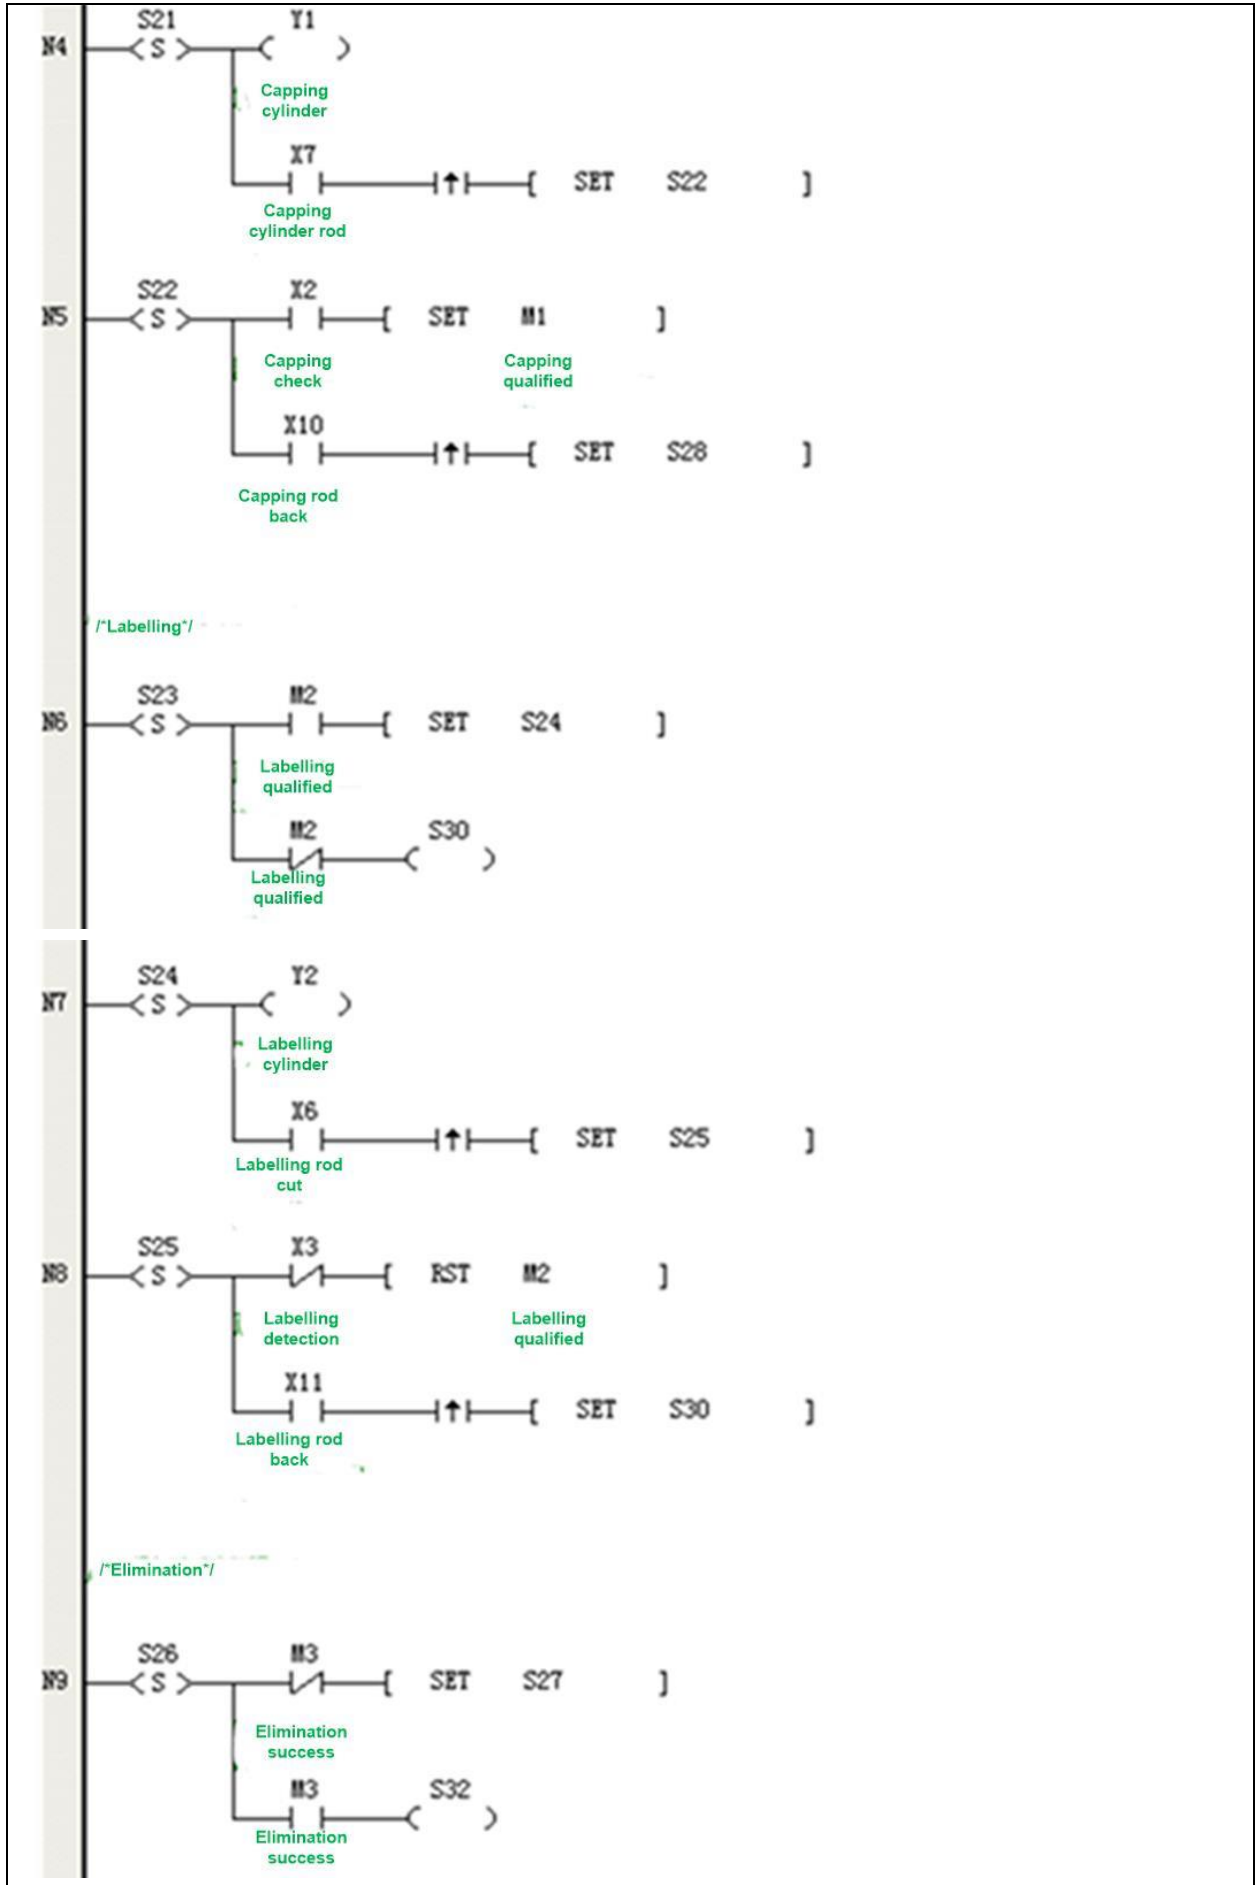 S21 Y1
N4 S
Capping
cylinder
X7
SET S22
Capping
cylinder rod
S22 X2
N5 S SET M1
Capping Capping
check qualified
X10
SET S28
Capping rod
back
/*Labelling*/
S23 M2
N6 S SET S24
Labelling
qualified
M2 S30
Labelling
qualified
S24 Y2
N7 S
Labelling
cylinder
X6
SET S25
Labelling rod
cut
S25 X3
N8 S RST M2
Labelling Labelling
detection qualified
X11
SET S30
Labelling rod
back
/*Elimination*/
S26 M3
N9 S SET S27
Elimination
success
M3 S32
Elimination
success